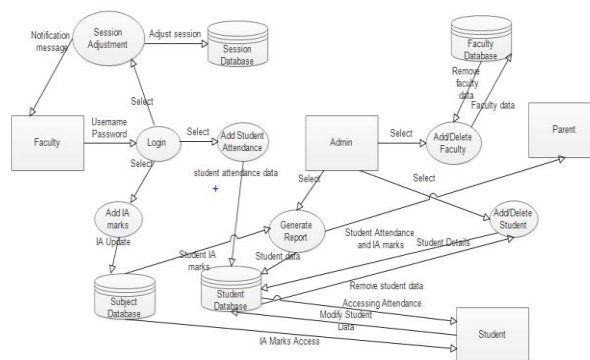 Notification
message
Session
Adjustment
Adjust session
Session
Database
Faculty
Database
Remove
faculty
data
Faculty data
Select
Username
Password
Faculty
Login
Select
Add Student
Attendance
Admin
Select
Add/Delete
Faculty
Parent
Select
student attendance data
Select
Select
Add IA
marks
IA Update
Generate
Report
Add/Delete
Student
Student IA
marks
Student data
Student Attendance
and IA marks
Student Details
Subject
Database
Student
Database
Remove student data
Accessing Attendance
Modify Student
Data
Student
IA Marks Access